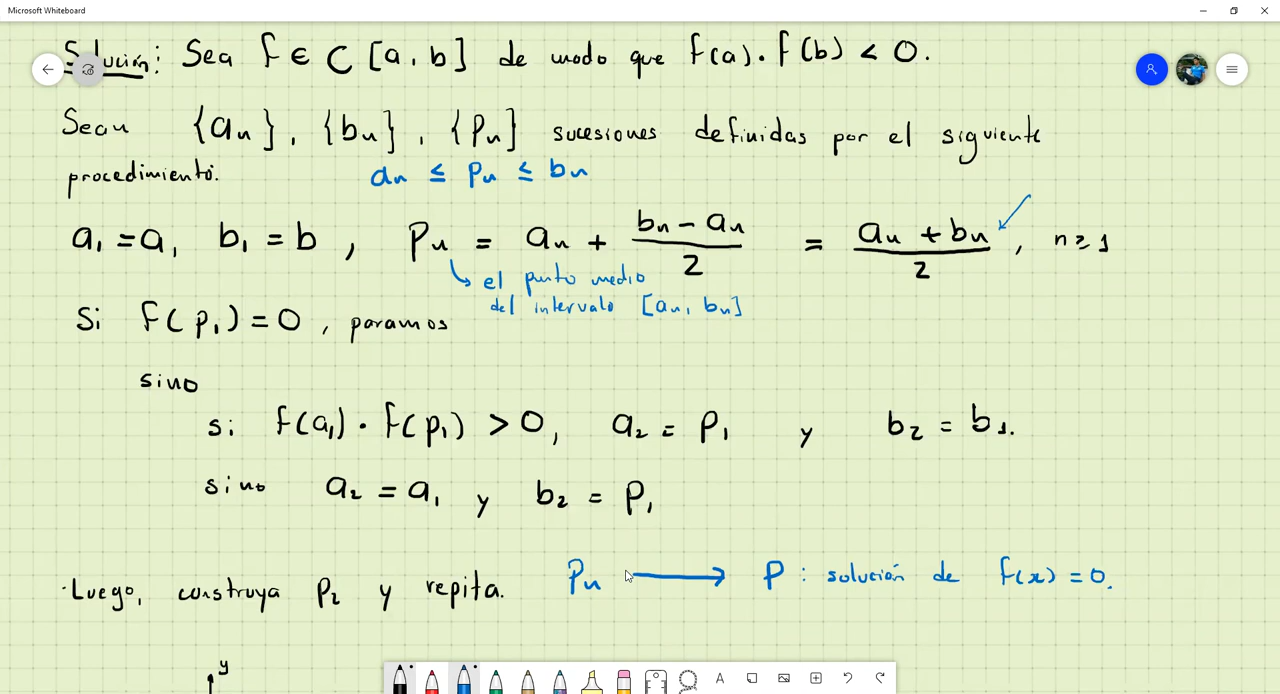 Microsoft Whiteboard
Solución: Sea f ∈ C [a, b] de modo que f(a) · f(b) < 0.
Sean {an}, {bn}, {Pn} sucesiones definidas por el siguiente
procedimiento. an ≤ Pn ≤ bn
a1 = a, b1 = b, Pn = an + (bn - an)/2 = (an + bn)/2, n ≥ 1
↳ el punto medio
del intervalo [an, bn]
Si f(p1) = 0, paramos
sino
si f(a1) · f(p1) > 0, a2 = P1 y b2 = b1.
sino a2 = a1 y b2 = P1
· Luego, construya P2 y repita. Pn → P : solución de f(x) = 0.
y
A